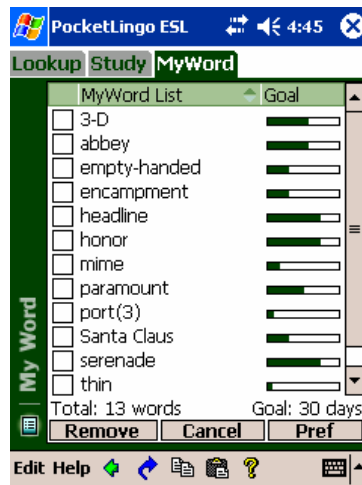 PocketLingo ESL 4:45
Lookup Study MyWord
MyWord List Goal
3-D
abbey
empty-handed
encampment
headline
honor
mime
paramount
port(3)
Santa Claus
serenade
thin
My Word
Total: 13 words Goal: 30 days
Remove Cancel Pref
Edit Help